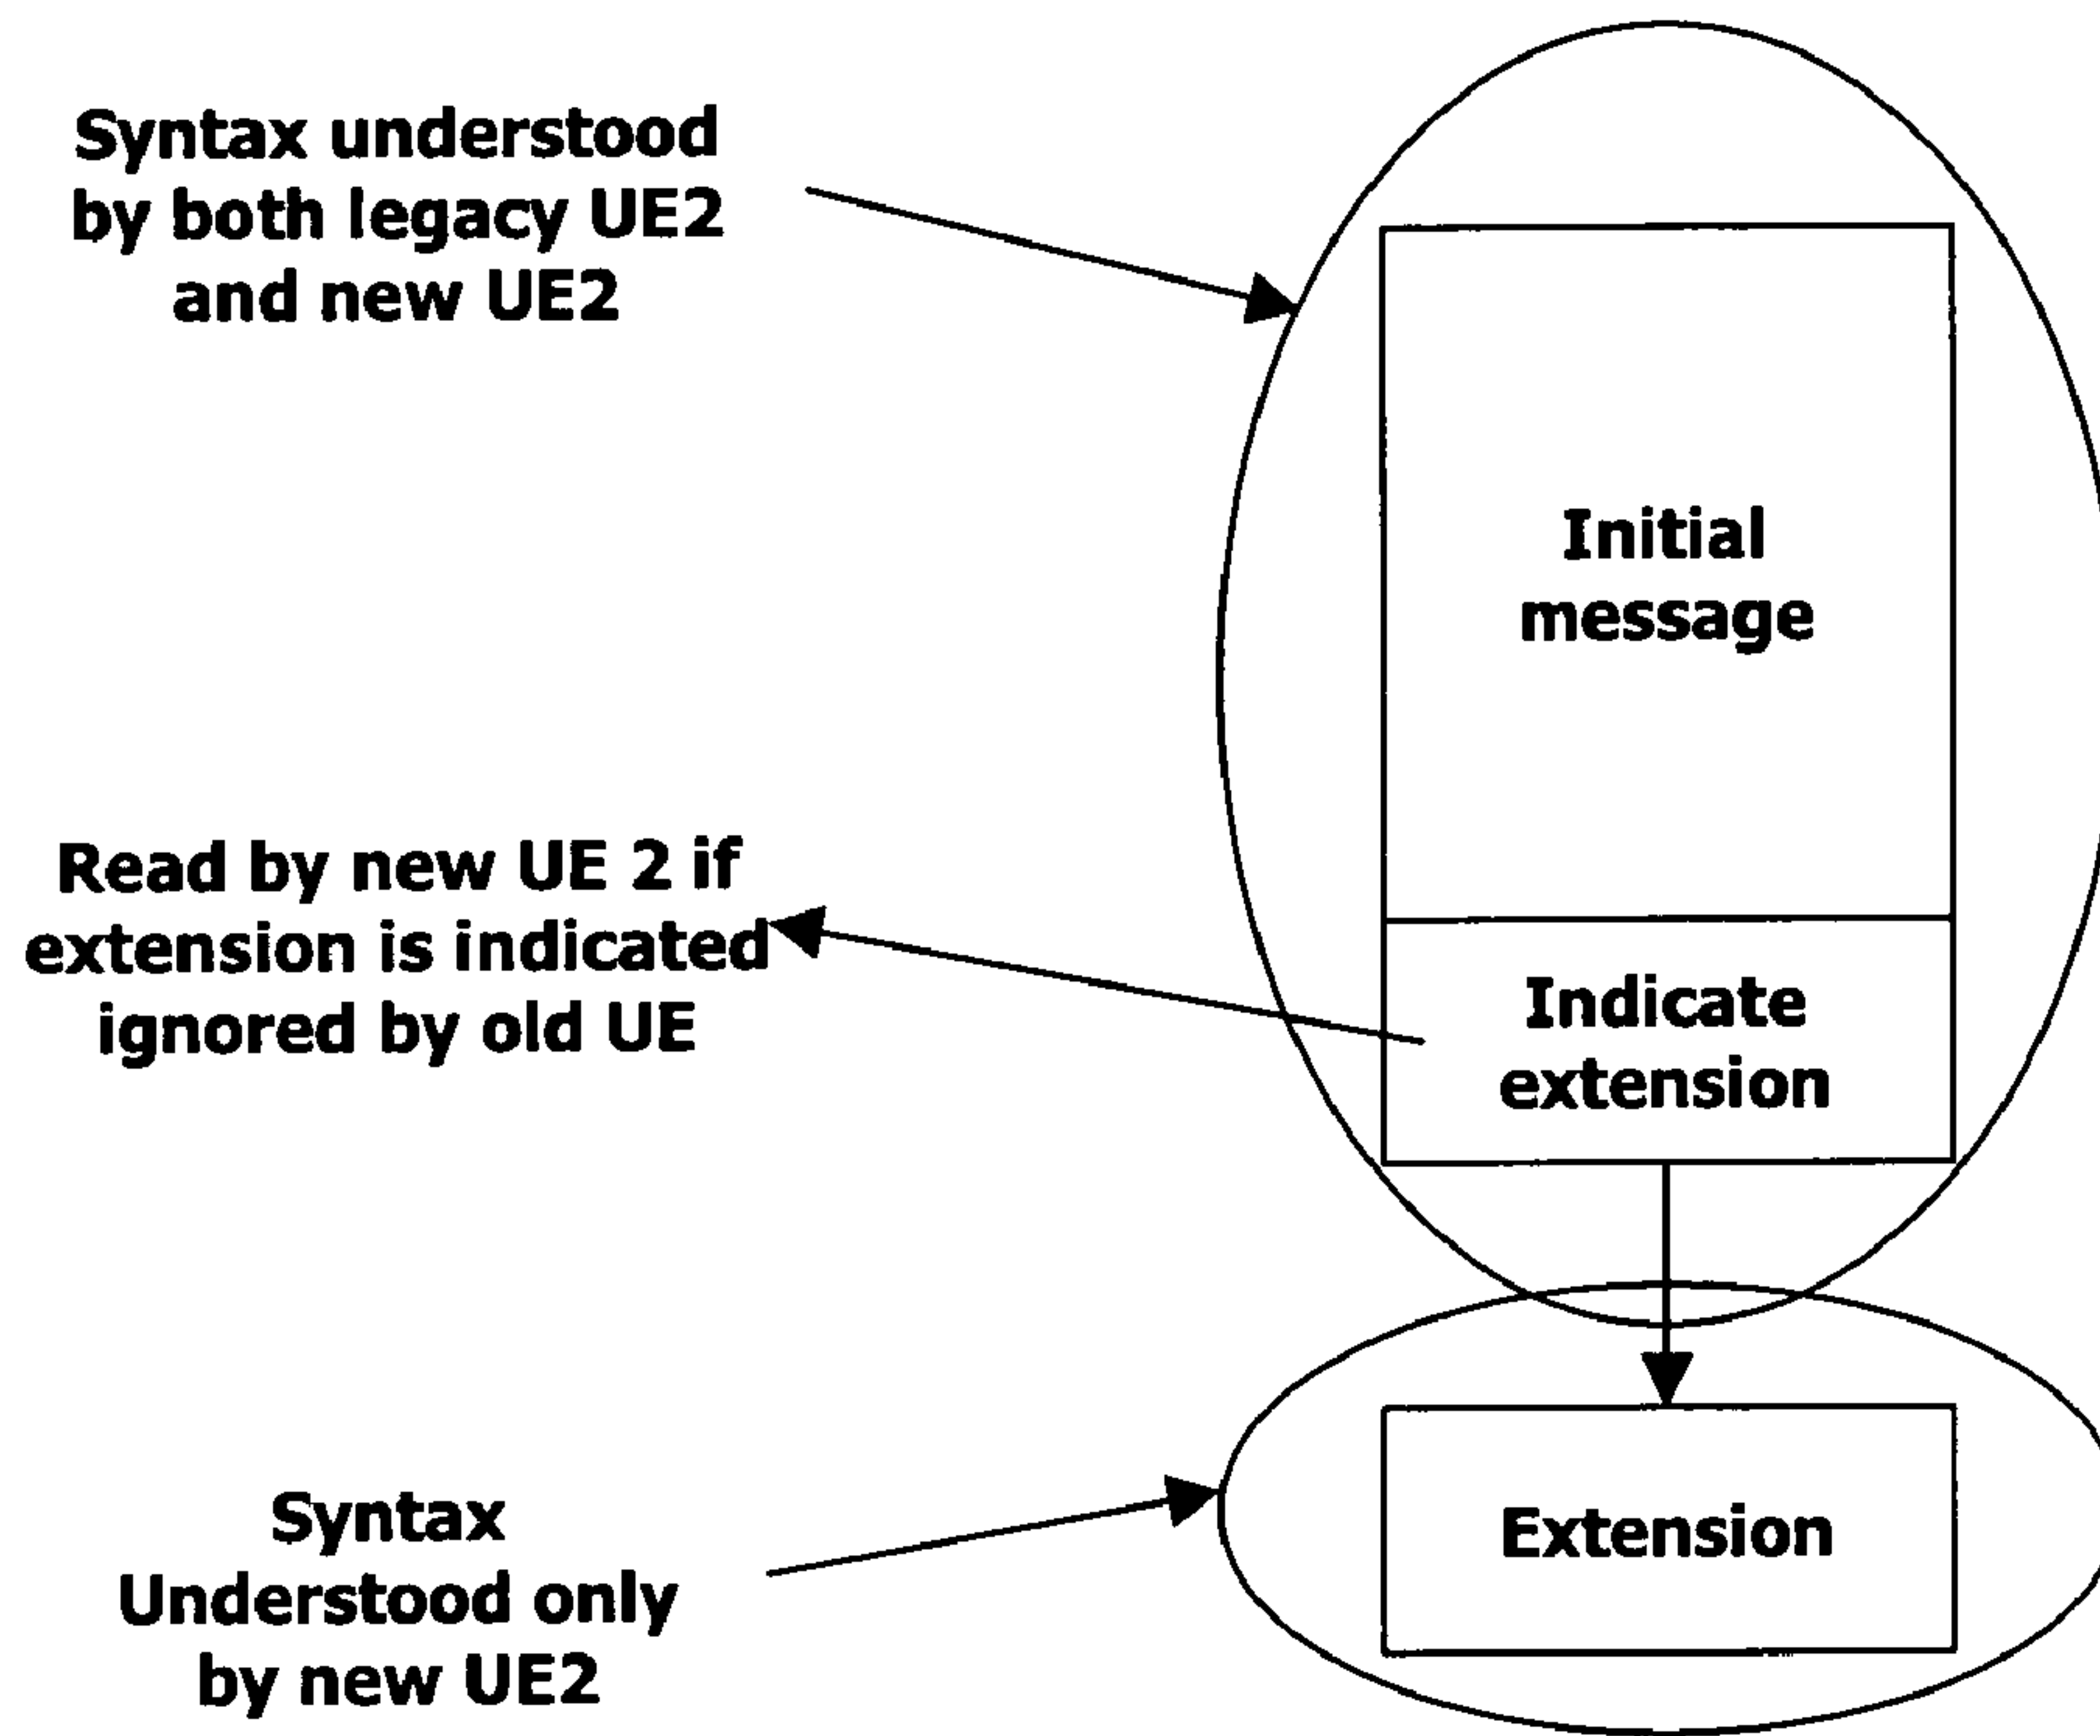 Syntax understood
by both legacy UE2
and new UE2
Initial
message
Read by new UE 2 if
extension is indicated
ignored by old UE
Indicate
extension
Syntax
Understood only
by new UE2
Extension